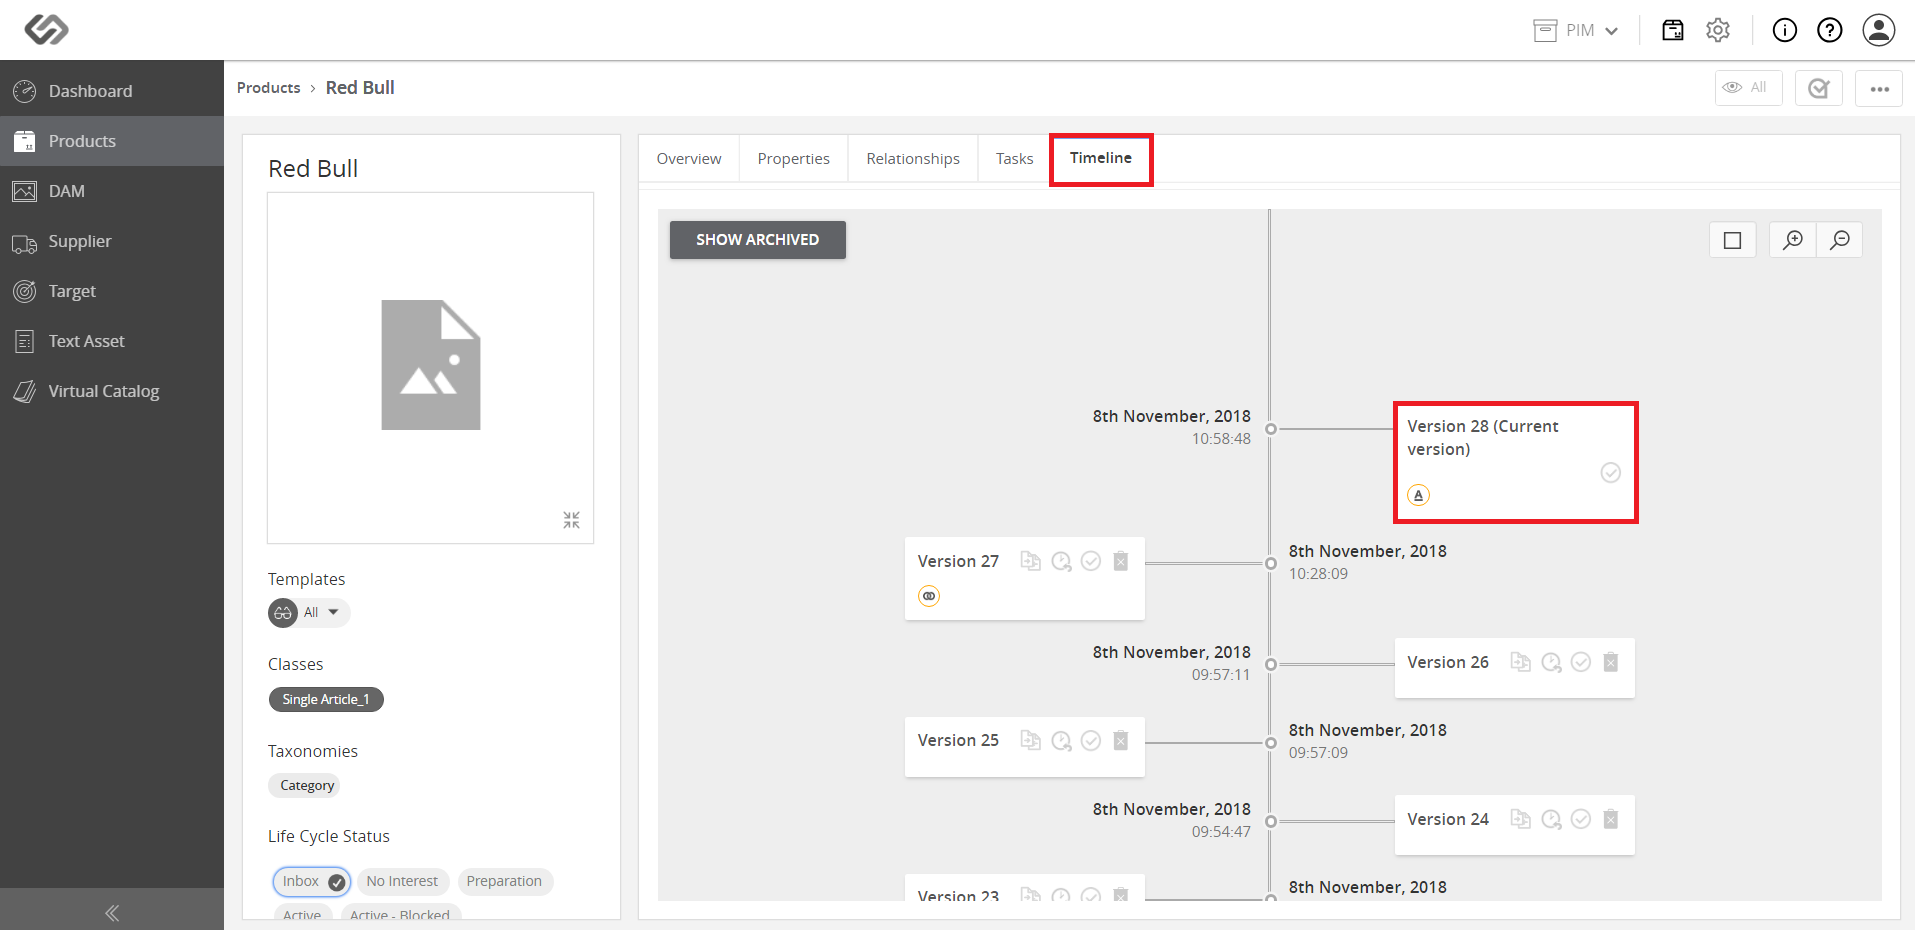 PIM
Dashboard
Products
DAM
Supplier
Target
Text Asset
Virtual Catalog
Products › Red Bull
All
Red Bull
Templates
All
Classes
Single Article_1
Taxonomies
Category
Life Cycle Status
Inbox
No Interest
Preparation
Active
Active - Blocked
Overview
Properties
Relationships
Tasks
Timeline
SHOW ARCHIVED
8th November, 2018
10:58:48
Version 28 (Current
version)
A
Version 27
8th November, 2018
10:28:09
8th November, 2018
09:57:11
Version 26
Version 25
8th November, 2018
09:57:09
8th November, 2018
09:54:47
Version 24
Version 23
8th November, 2018